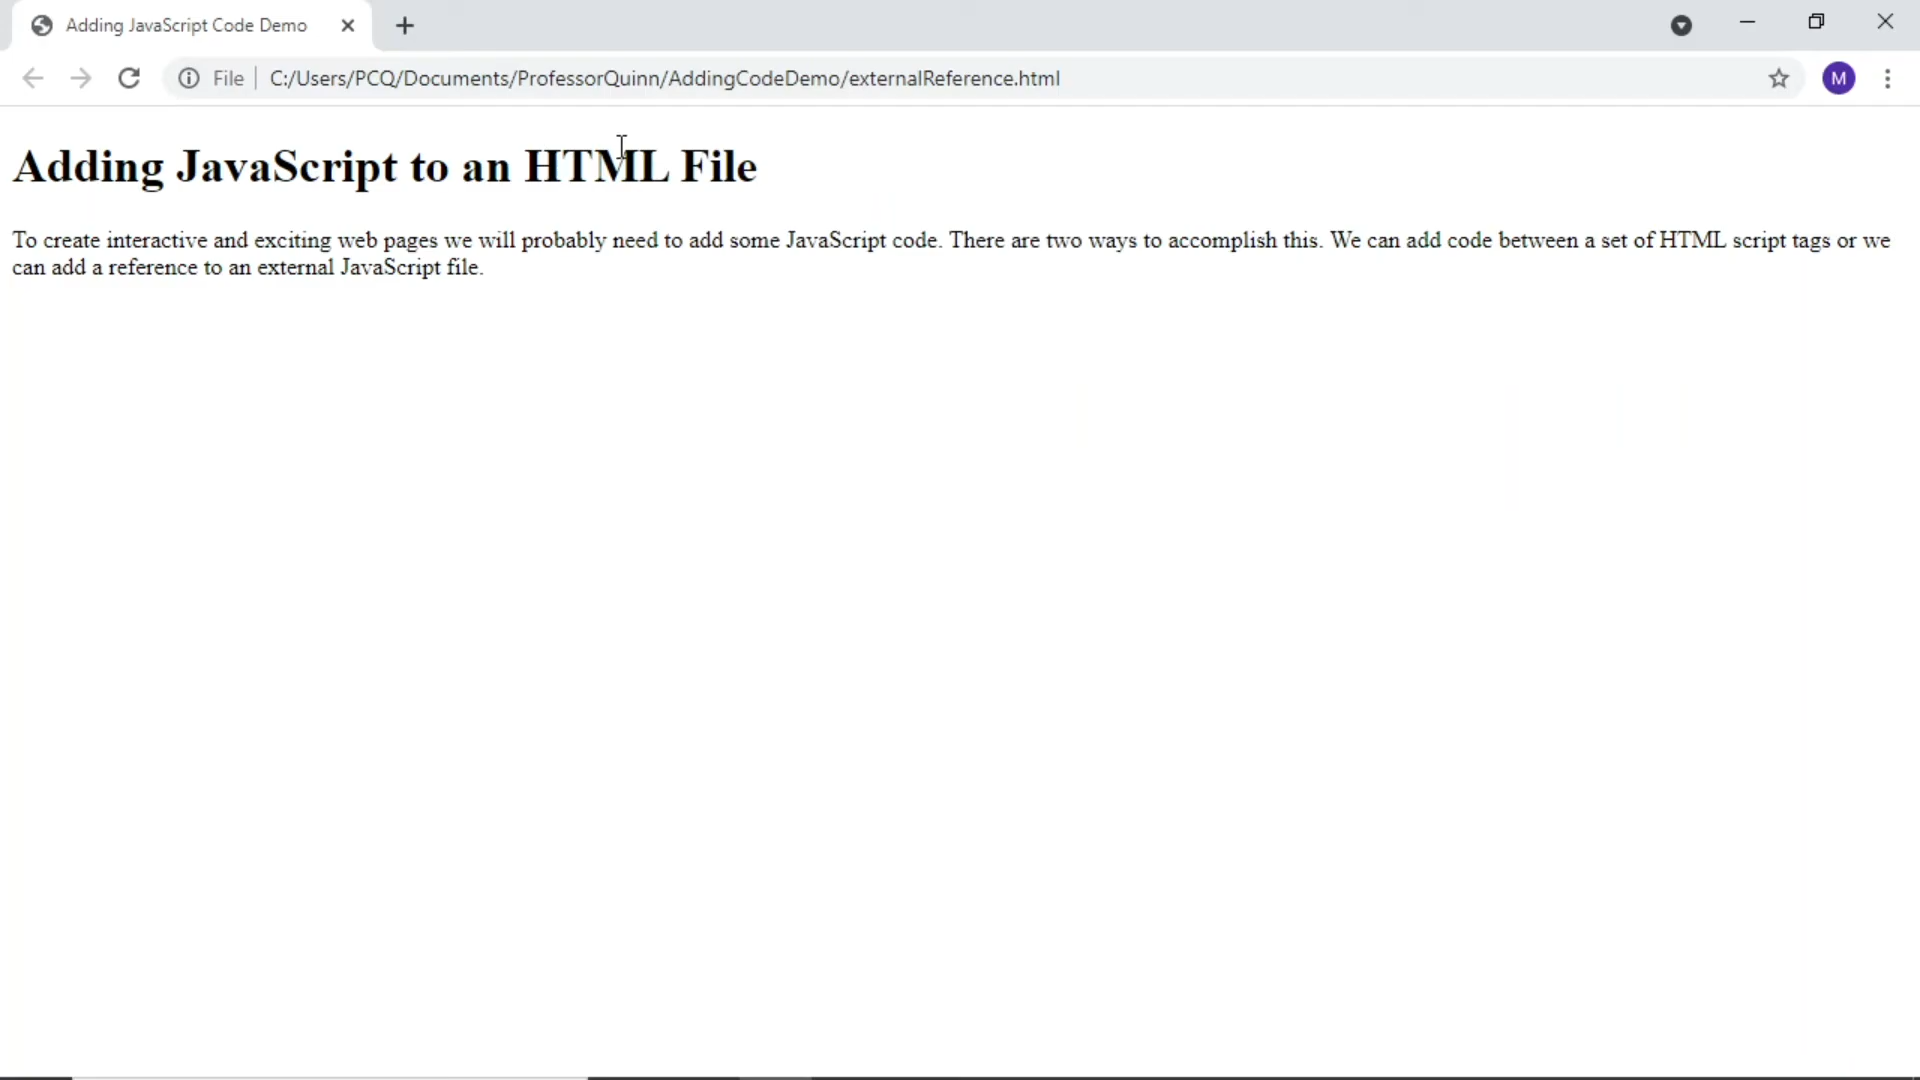 Adding JavaScript Code Demo
File C:/Users/PCQ/Documents/ProfessorQuinn/AddingCodeDemo/externalReference.html
M
Adding JavaScript to an HTML File
To create interactive and exciting web pages we will probably need to add some JavaScript code. There are two ways to accomplish this. We can add code between a set of HTML script tags or we
can add a reference to an external JavaScript file.